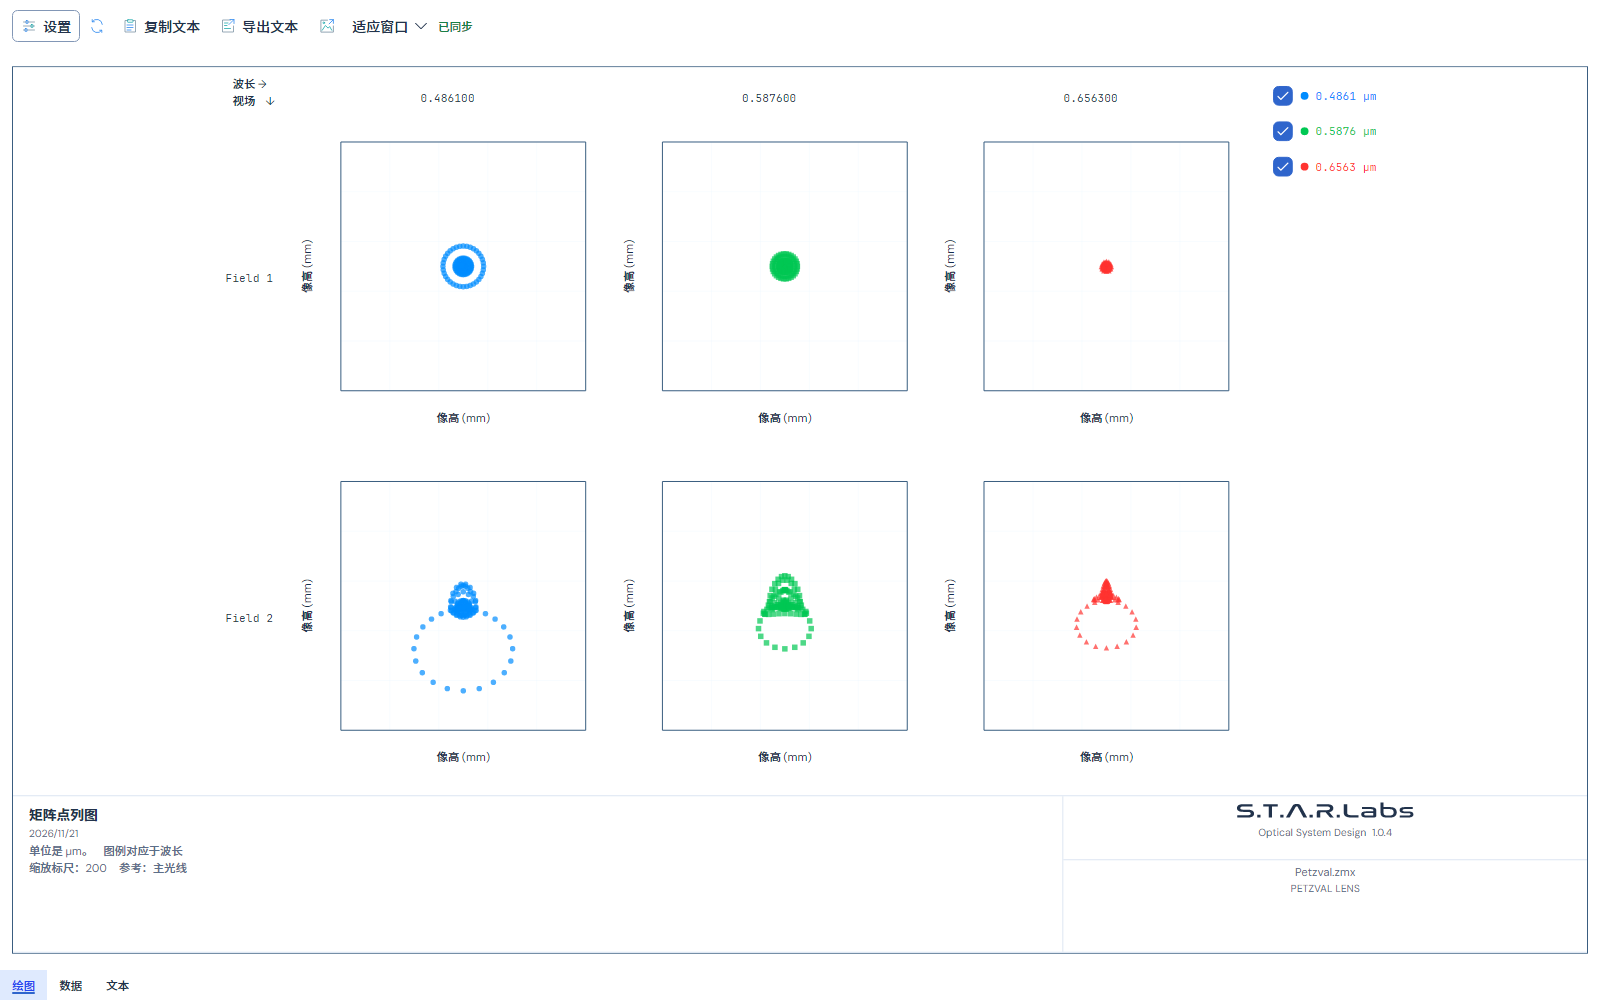 设置 复制文本 导出文本 适应窗口 已同步
波长→
视场 ↓
0.486100 0.587600 0.656300
0.4861 μm
0.5876 μm
0.6563 μm
Field 1
像高(mm) 像高(mm) 像高(mm)
像高(mm) 像高(mm) 像高(mm)
Field 2
像高(mm) 像高(mm) 像高(mm)
像高(mm) 像高(mm) 像高(mm)
矩阵点列图
2026/11/21
单位是 μm。 图例对应于波长
缩放标尺：200 参考：主光线
S.T.A.R.Labs
Optical System Design 1.0.4
Petzval.zmx
PETZVAL LENS
绘图 数据 文本